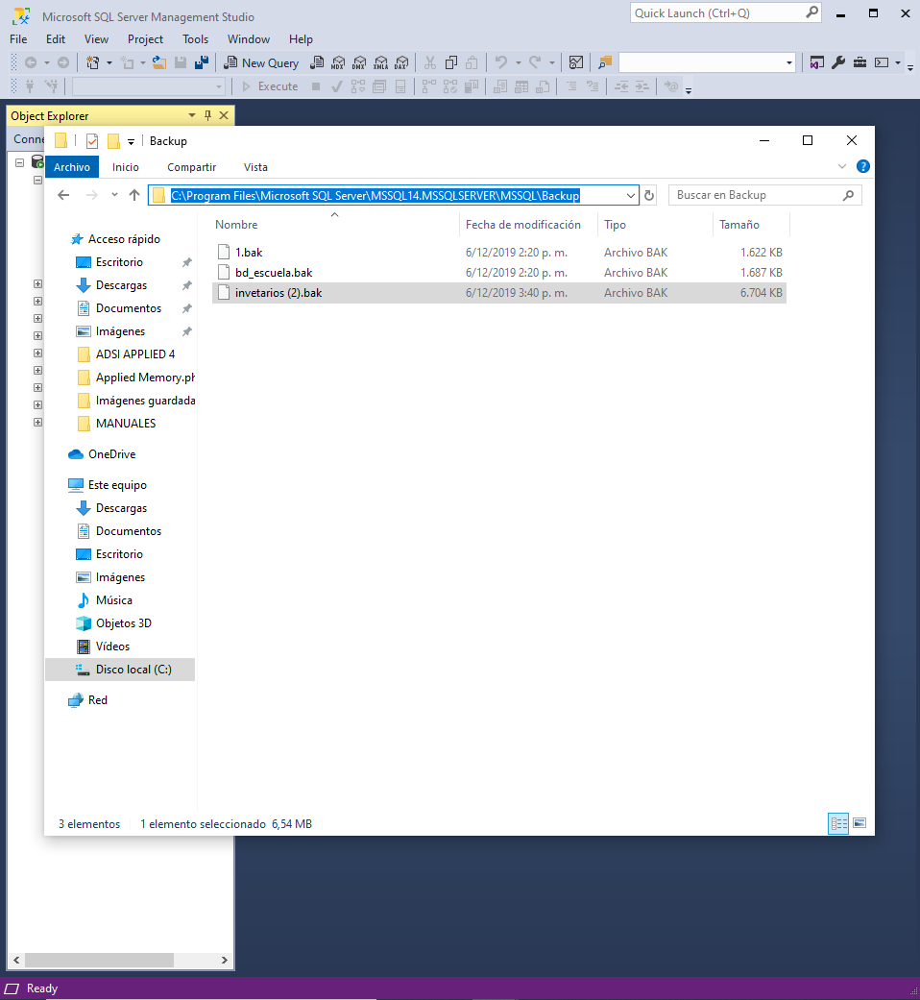 Microsoft SQL Server Management Studio
Quick Launch (Ctrl+Q)
File Edit View Project Tools Window Help
New Query MDX DMX XMLA DAX
Execute
Object Explorer
Conne
Backup
Archivo Inicio Compartir Vista
C:\Program Files\Microsoft SQL Server\MSSQL14.MSSQLSERVER\MSSQL\Backup
Buscar en Backup
Nombre Fecha de modificación Tipo Tamaño
1.bak 6/12/2019 2:20 p. m. Archivo BAK 1.622 KB
bd_escuela.bak 6/12/2019 2:20 p. m. Archivo BAK 1.687 KB
invetarios (2).bak 6/12/2019 3:40 p. m. Archivo BAK 6.704 KB
Acceso rápido
Escritorio
Descargas
Documentos
Imágenes
ADSI APPLIED 4
Applied Memory.ph
Imágenes guardada
MANUALES
OneDrive
Este equipo
Descargas
Documentos
Escritorio
Imágenes
Música
Objetos 3D
Vídeos
Disco local (C:)
Red
3 elementos 1 elemento seleccionado 6,54 MB
Ready